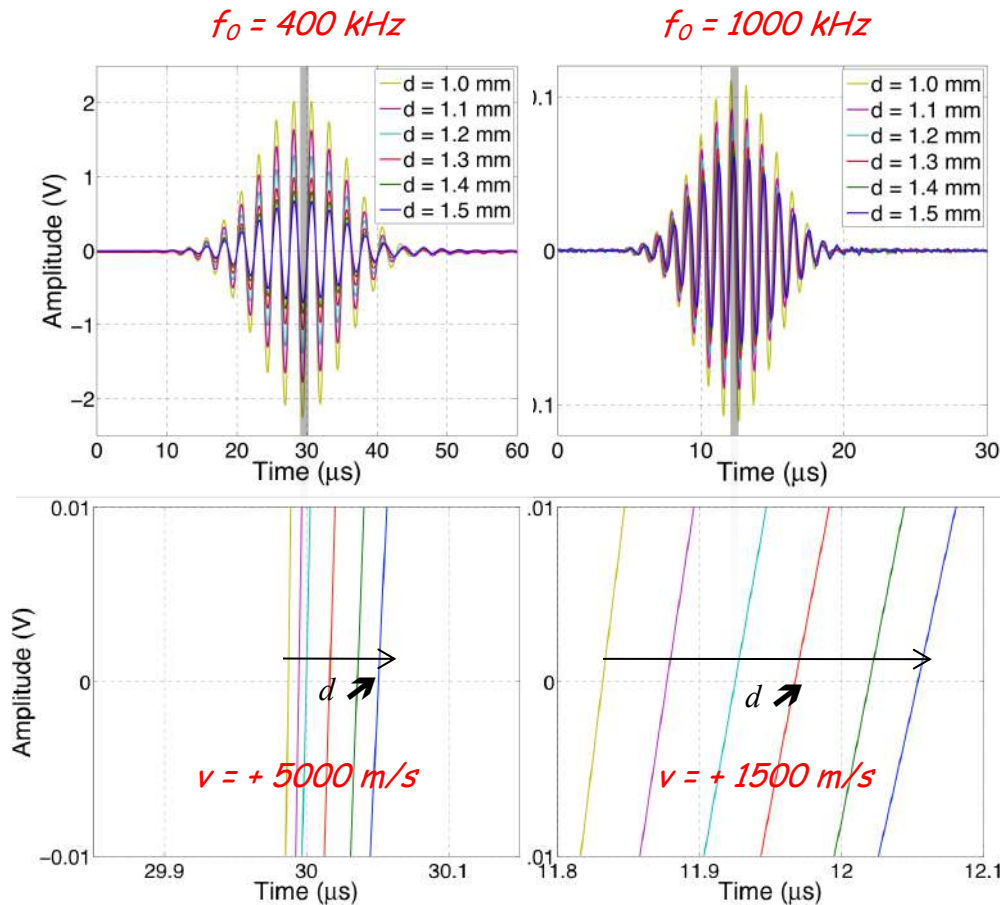 f0 = 400 kHz
f0 = 1000 kHz
Amplitude (V)
2
1
0
−1
−2
d = 1.0 mm
d = 1.1 mm
d = 1.2 mm
d = 1.3 mm
d = 1.4 mm
d = 1.5 mm
0 10 20 30 40 50 60
Time (μs)
0.1
0
0.1
d = 1.0 mm
d = 1.1 mm
d = 1.2 mm
d = 1.3 mm
d = 1.4 mm
d = 1.5 mm
0 10 20 30
Time (μs)
Amplitude (V)
0.01
0
−0.01
d
v = + 5000 m/s
29.9 30 30.1
Time (μs)
.01
0
.01
d
v = + 1500 m/s
11.8 11.9 12 12.1
Time (μs)